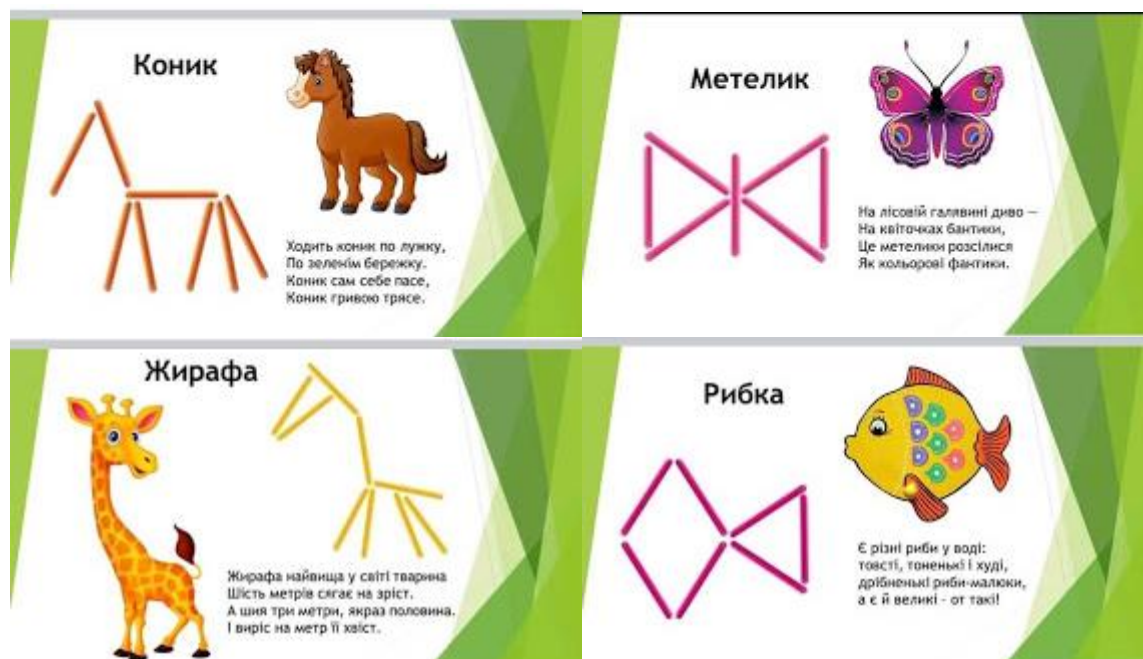 Коник
Ходить коник по лужку,
По зеленім бережку.
Коник сам себе пасе,
Коник гривою трясе.
Метелик
На лісовій галявині диво —
На квіточках бантики,
Це метелики розсілися
Як кольорові фантики.
Жирафа
Жирафа найвища у світі тварина
Шість метрів сягає на зріст.
А шия три метри, якраз половина.
І виріс на метр її хвіст.
Рибка
Є різні риби у воді:
товсті, тоненькі і худі,
дрібненькі риби-малюки,
а є й великі - от такі!